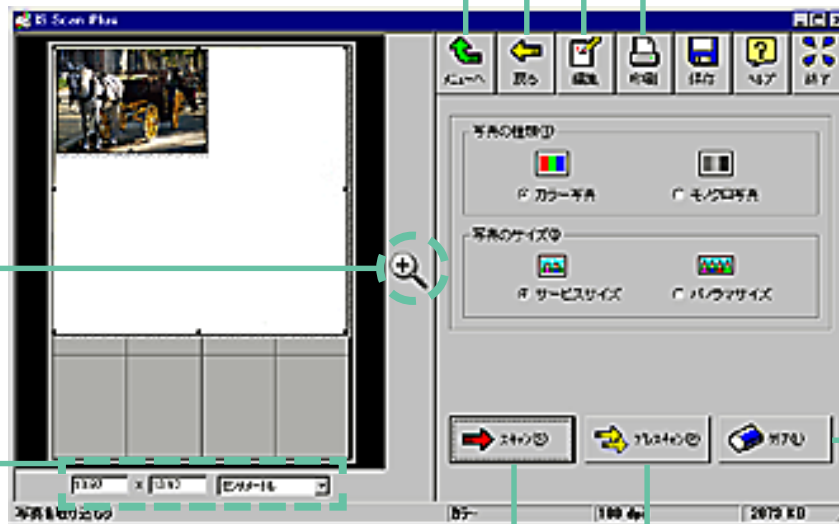 IS Scan Plus
メニューへ 戻る 編集 印刷 保存 ヘルプ 終了
写真の種類(I)
カラー写真 モノクロ写真
写真のサイズ
サービスサイズ パノラマサイズ
スキャン(S) プレスキャン(P) クリア(L)
センチメートル
写真を取り込む
カラー 100 dpi 2073 KB